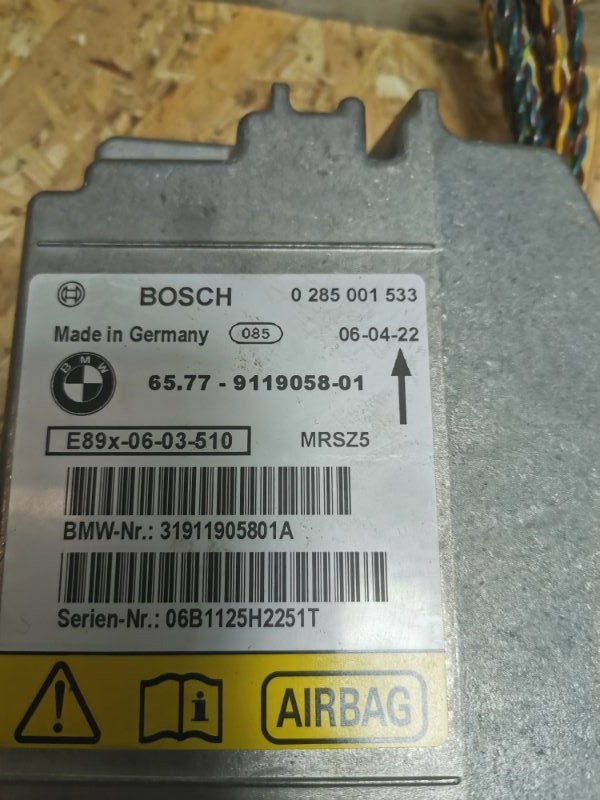 BOSCH 0 285 001 533
Made in Germany 085 06-04-22
BMW 65.77 - 9119058-01
E89x-06-03-510 MRSZ5
BMW-Nr.: 31911905801A
Serien-Nr.: 06B1125H2251T
i AIRBAG